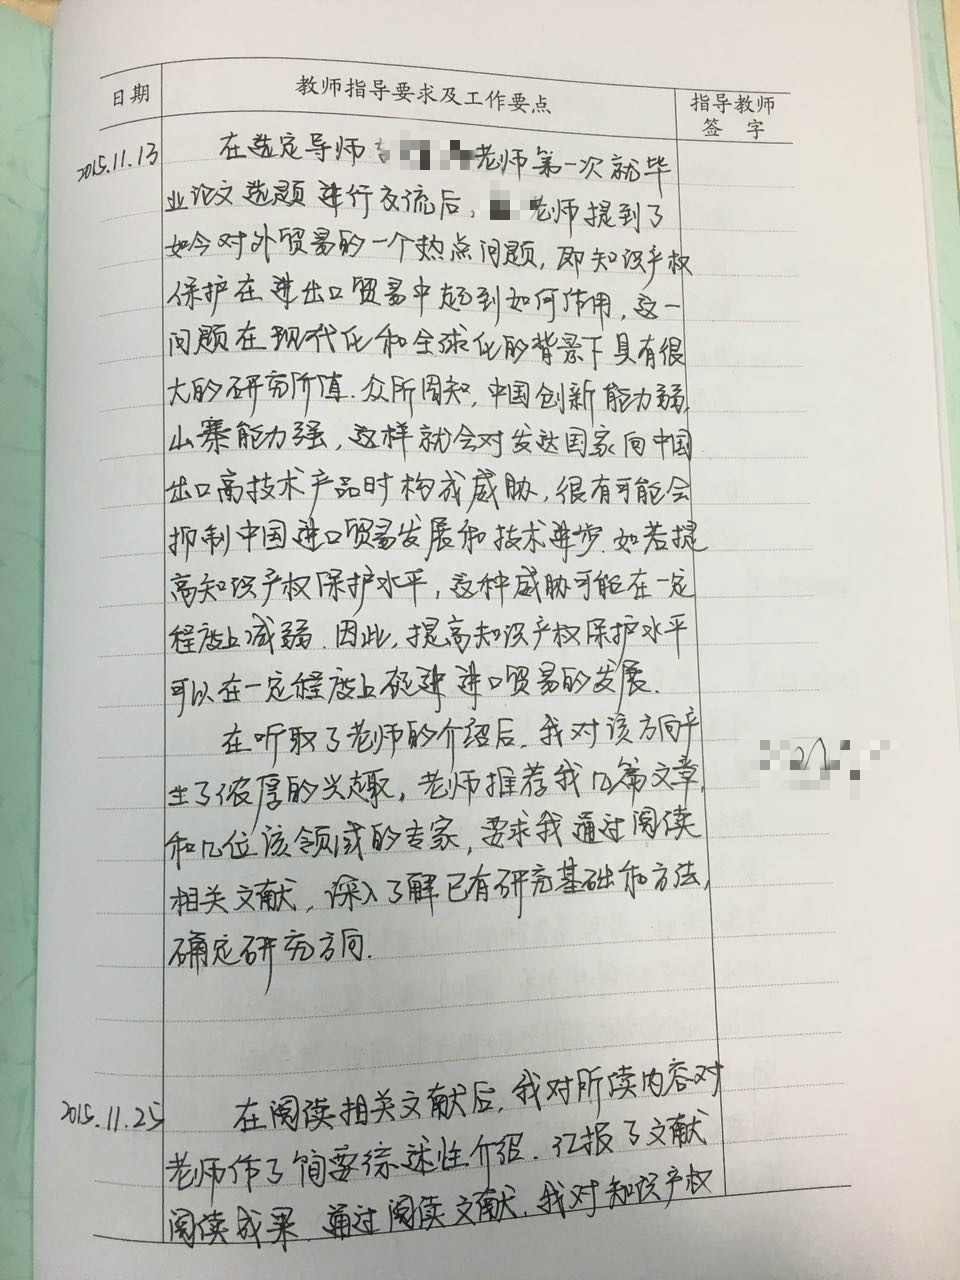 日期 教师指导要求及工作要点 指导教师
签 字
2015.11.13 在选定导师 老师第一次就毕
业论文选题进行交流后, 老师提到了
如今对外贸易的一个热点问题,即知识产权
保护在进出口贸易中起到如何作用,这一
问题在现代化和全球化的背景下具有很
大的研究价值.众所周知,中国创新能力弱,
山寨能力强,这样就会对发达国家向中国
出口高技术产品时构成威胁,很有可能会
抑制中国进口贸易发展和技术进步.如若提
高知识产权保护水平,这种威胁可能在一定
程度上减弱.因此,提高知识产权保护水平
可以在一定程度上促进进口贸易的发展.
在听取了老师的介绍后,我对该方向产
生了浓厚的兴趣,老师推荐我几篇文章,
和几位该领域的专家,要求我通过阅读
相关文献,深入了解已有研究基础和方法,
确定研究方向.
2015.11.25 在阅读相关文献后,我对所读内容对
老师作了简要综述性介绍.汇报了文献
阅读成果.通过阅读文献,我对知识产权